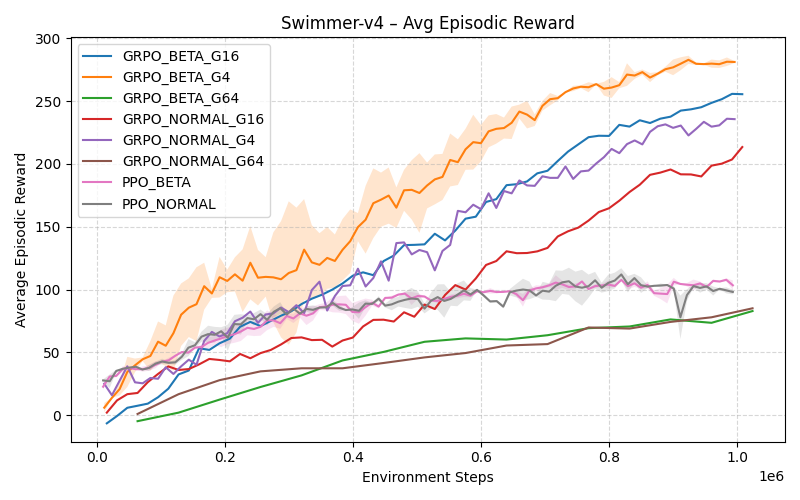 Swimmer-v4 – Avg Episodic Reward
300
250
200
150
100
50
0
Average Episodic Reward
GRPO_BETA_G16
GRPO_BETA_G4
GRPO_BETA_G64
GRPO_NORMAL_G16
GRPO_NORMAL_G4
GRPO_NORMAL_G64
PPO_BETA
PPO_NORMAL
0.0 0.2 0.4 0.6 0.8 1.0
1e6
Environment Steps